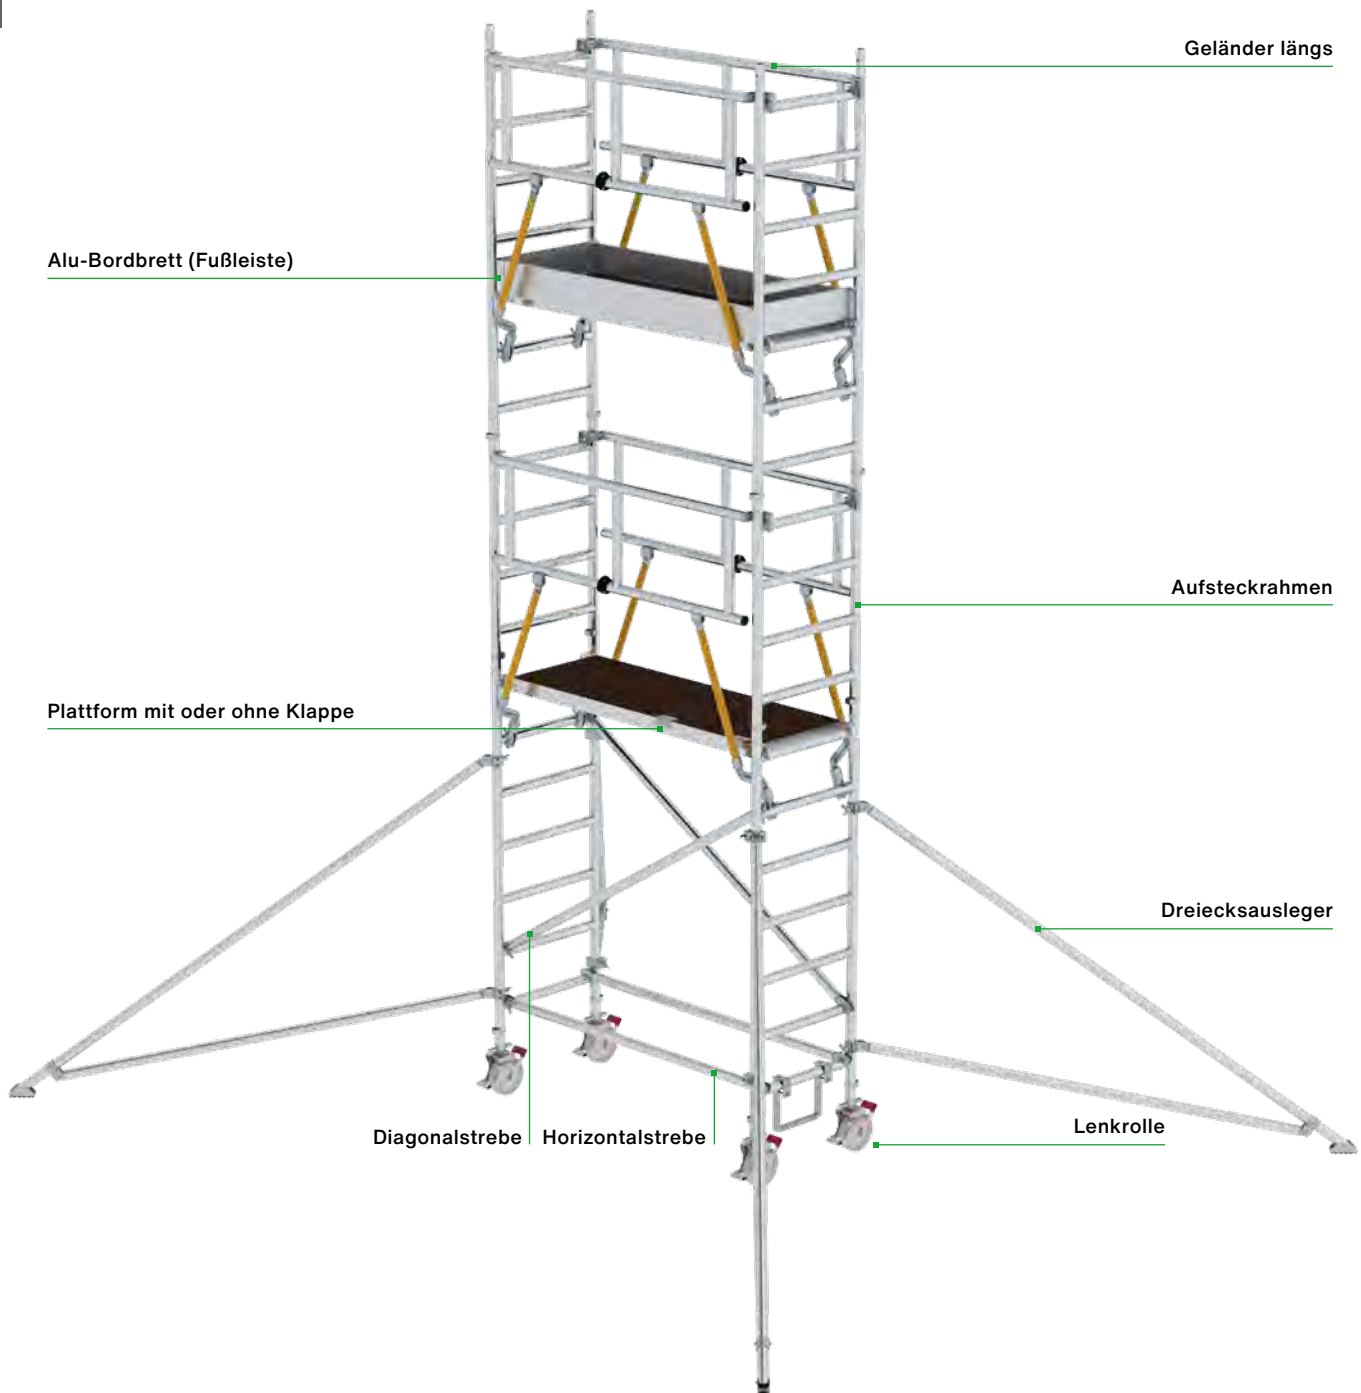 Geländer längs
Alu-Bordbrett (Fußleiste)
Aufsteckrahmen
Plattform mit oder ohne Klappe
Dreiecksausleger
Lenkrolle
Diagonalstrebe
Horizontalstrebe